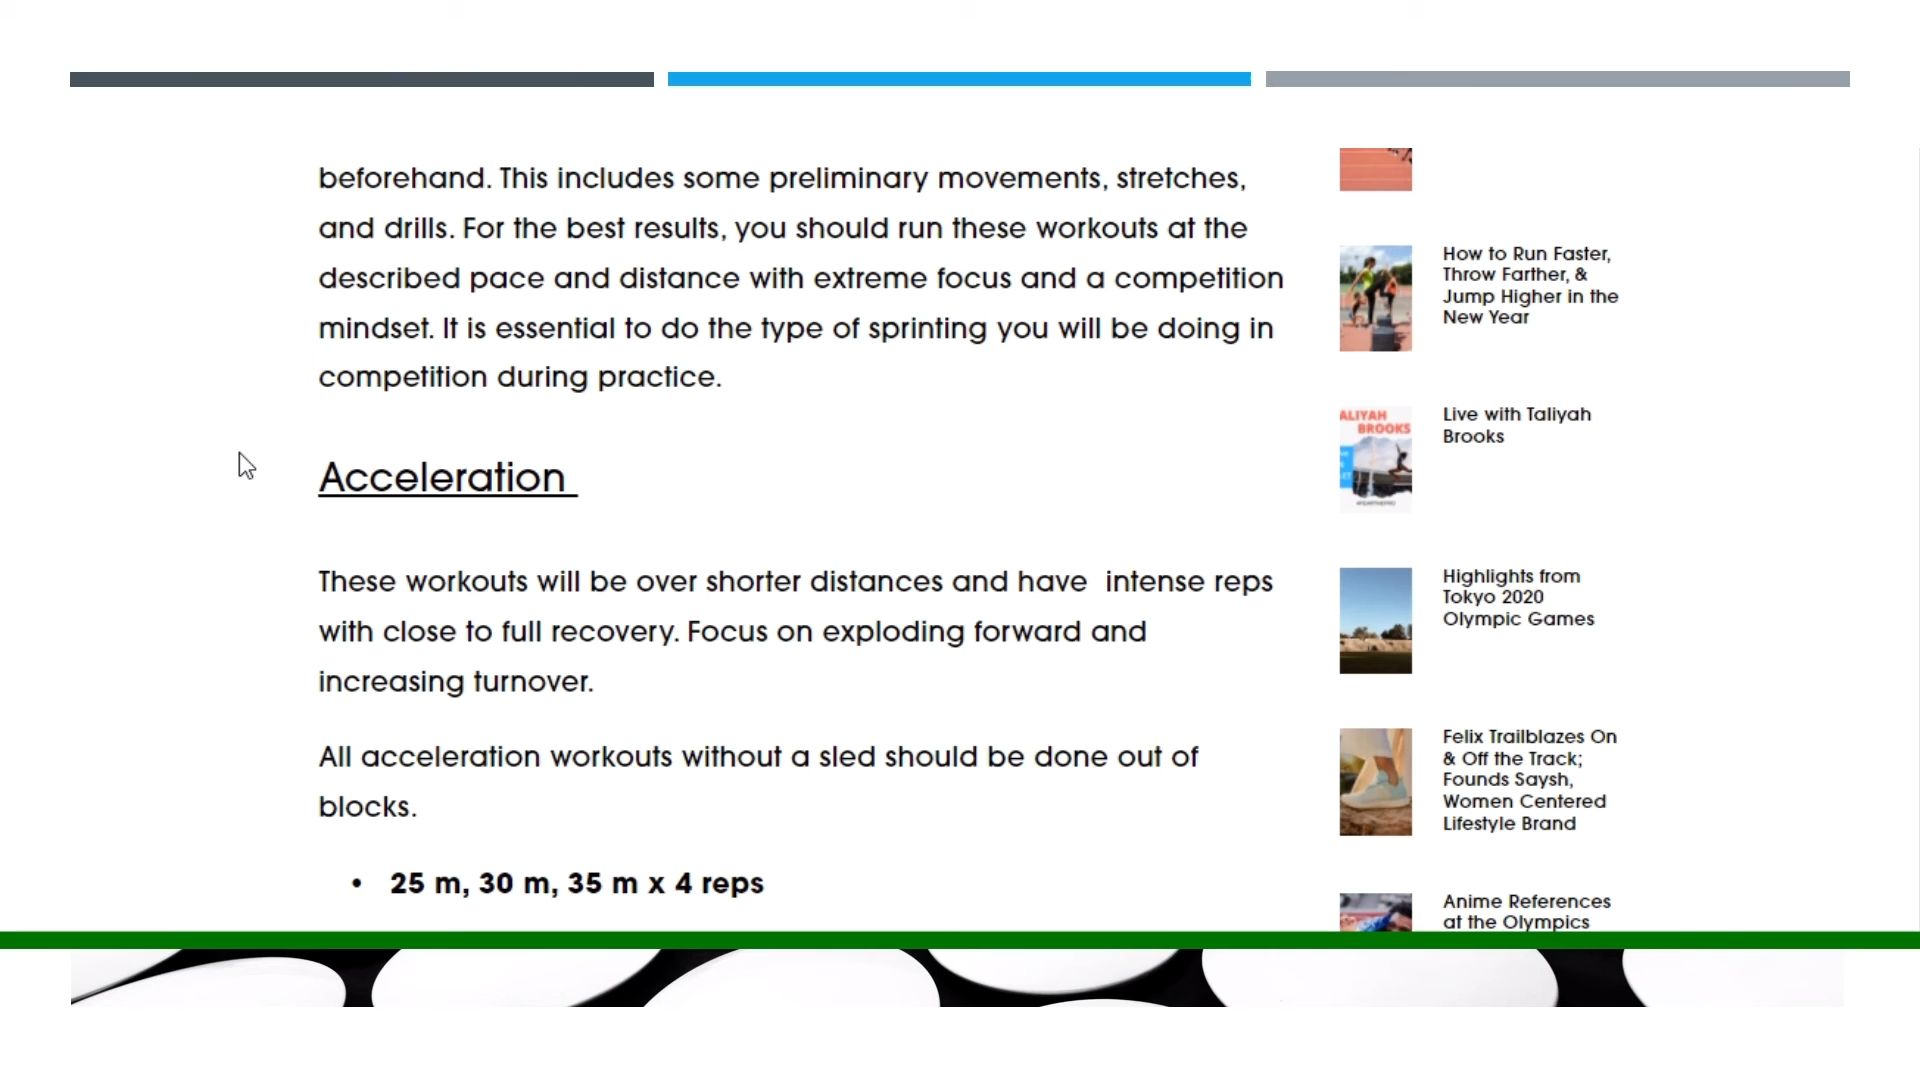 beforehand. This includes some preliminary movements, stretches,
and drills. For the best results, you should run these workouts at the
described pace and distance with extreme focus and a competition
mindset. It is essential to do the type of sprinting you will be doing in
competition during practice.
Acceleration
These workouts will be over shorter distances and have  intense reps
with close to full recovery. Focus on exploding forward and
increasing turnover.
All acceleration workouts without a sled should be done out of
blocks.
• 25 m, 30 m, 35 m x 4 reps
How to Run Faster,
Throw Farther, &
Jump Higher in the
New Year
ALIYAH
BROOKS
Live with Taliyah
Brooks
Highlights from
Tokyo 2020
Olympic Games
Felix Trailblazes On
& Off the Track;
Founds Saysh,
Women Centered
Lifestyle Brand
Anime References
at the Olympics